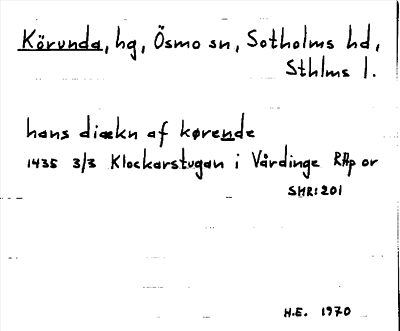 Körunda, hg, Ösmo sn, Sotholms hd,
Sthlms l.
hans diækn af kørende
1435 3/3 Klockarstugan i Vårdinge RAp or
SMR: 201
H.E. 1970